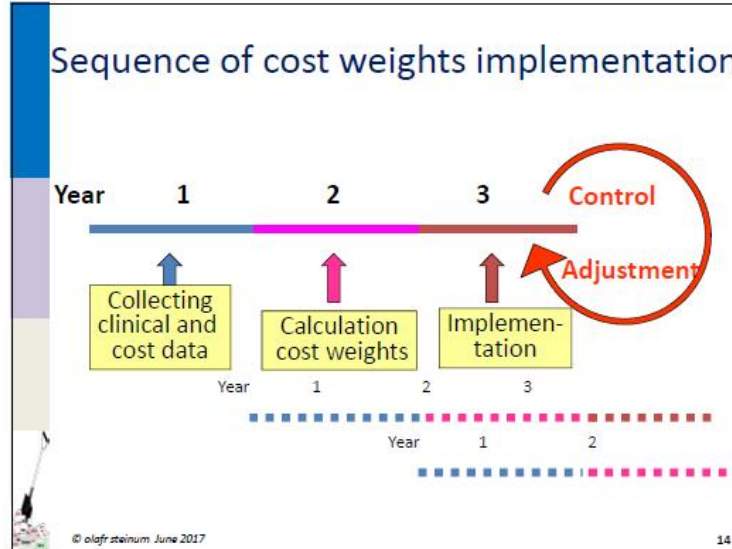 Sequence of cost weights implementation
Year 1 2 3
Control
Adjustment
Collecting
clinical and
cost data
Calculation
cost weights
Implemen-
tation
Year 1 2 3
Year 1 2
© olafr steinum June 2017
14